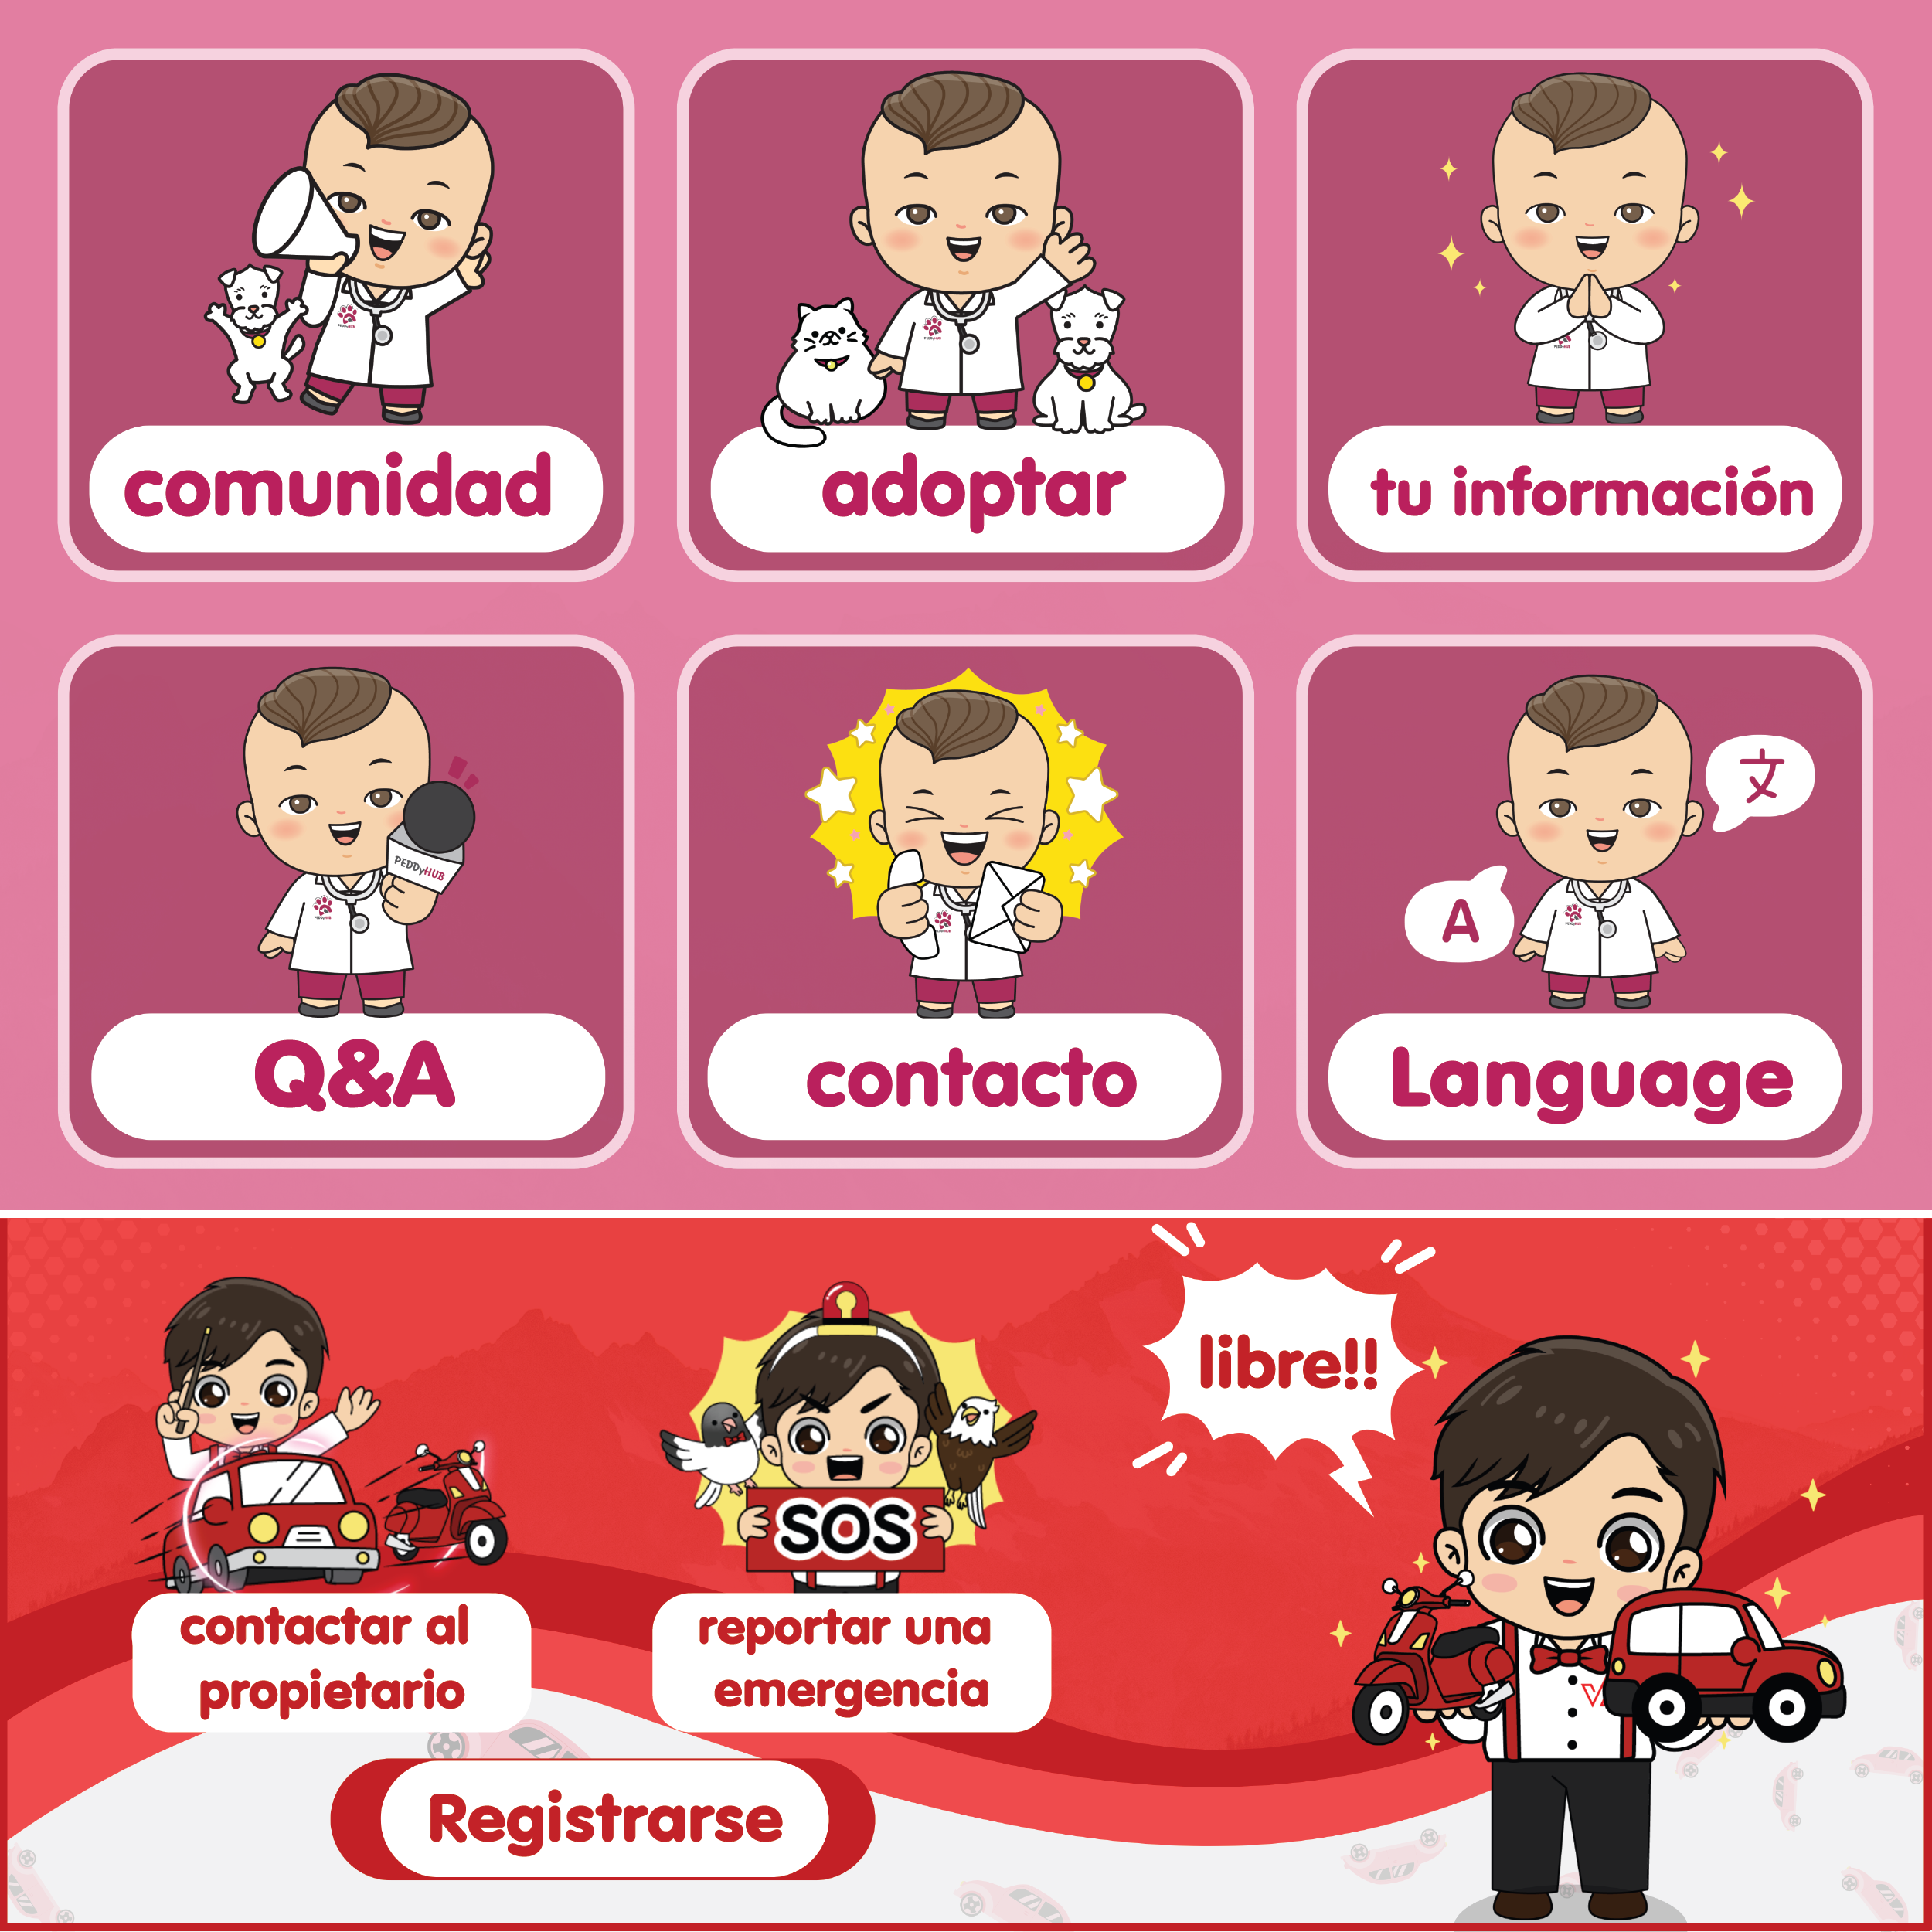 comunidad
adoptar
tu información
PEDDyHUB
文
A
Q&A
contacto
Language
libre!!
SOS
contactar al
propietario
reportar una
emergencia
Registrarse